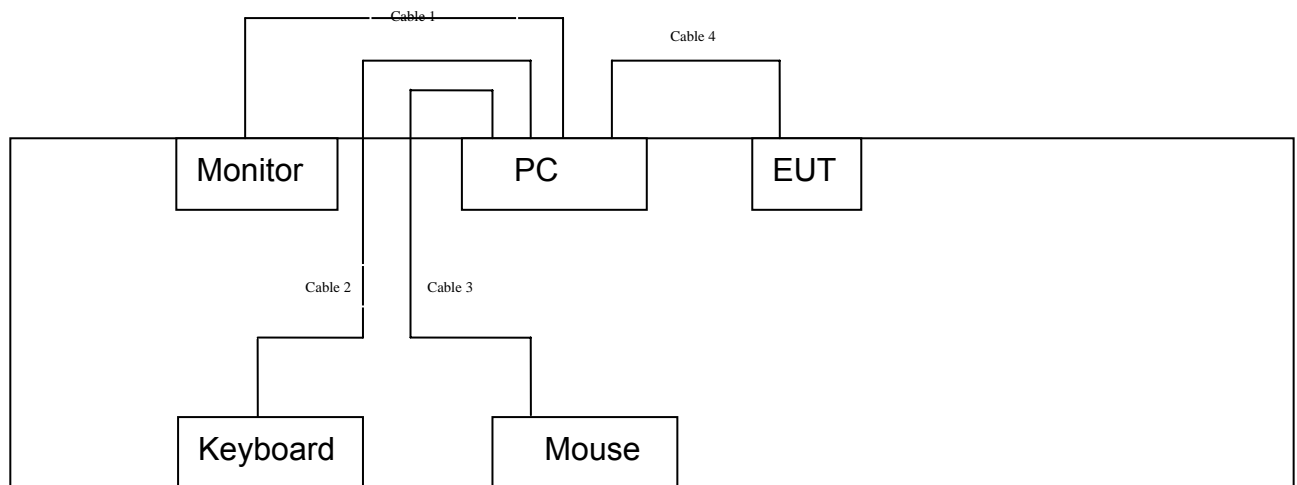 Cable 1
Cable 4
Monitor
PC
EUT
Cable 2
Cable 3
Keyboard
Mouse